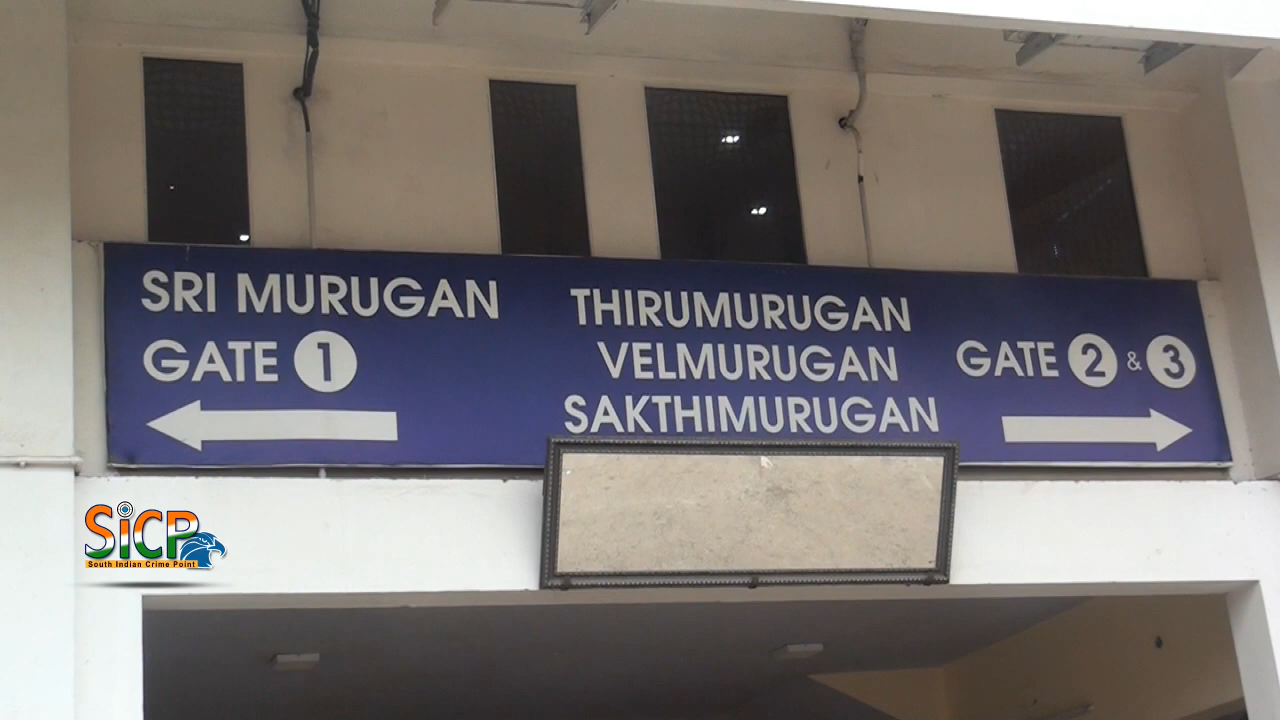 SRI MURUGAN
GATE 1
THIRUMURUGAN
VELMURUGAN
SAKTHIMURUGAN
GATE 2 & 3
SiCP
South Indian Crime Point